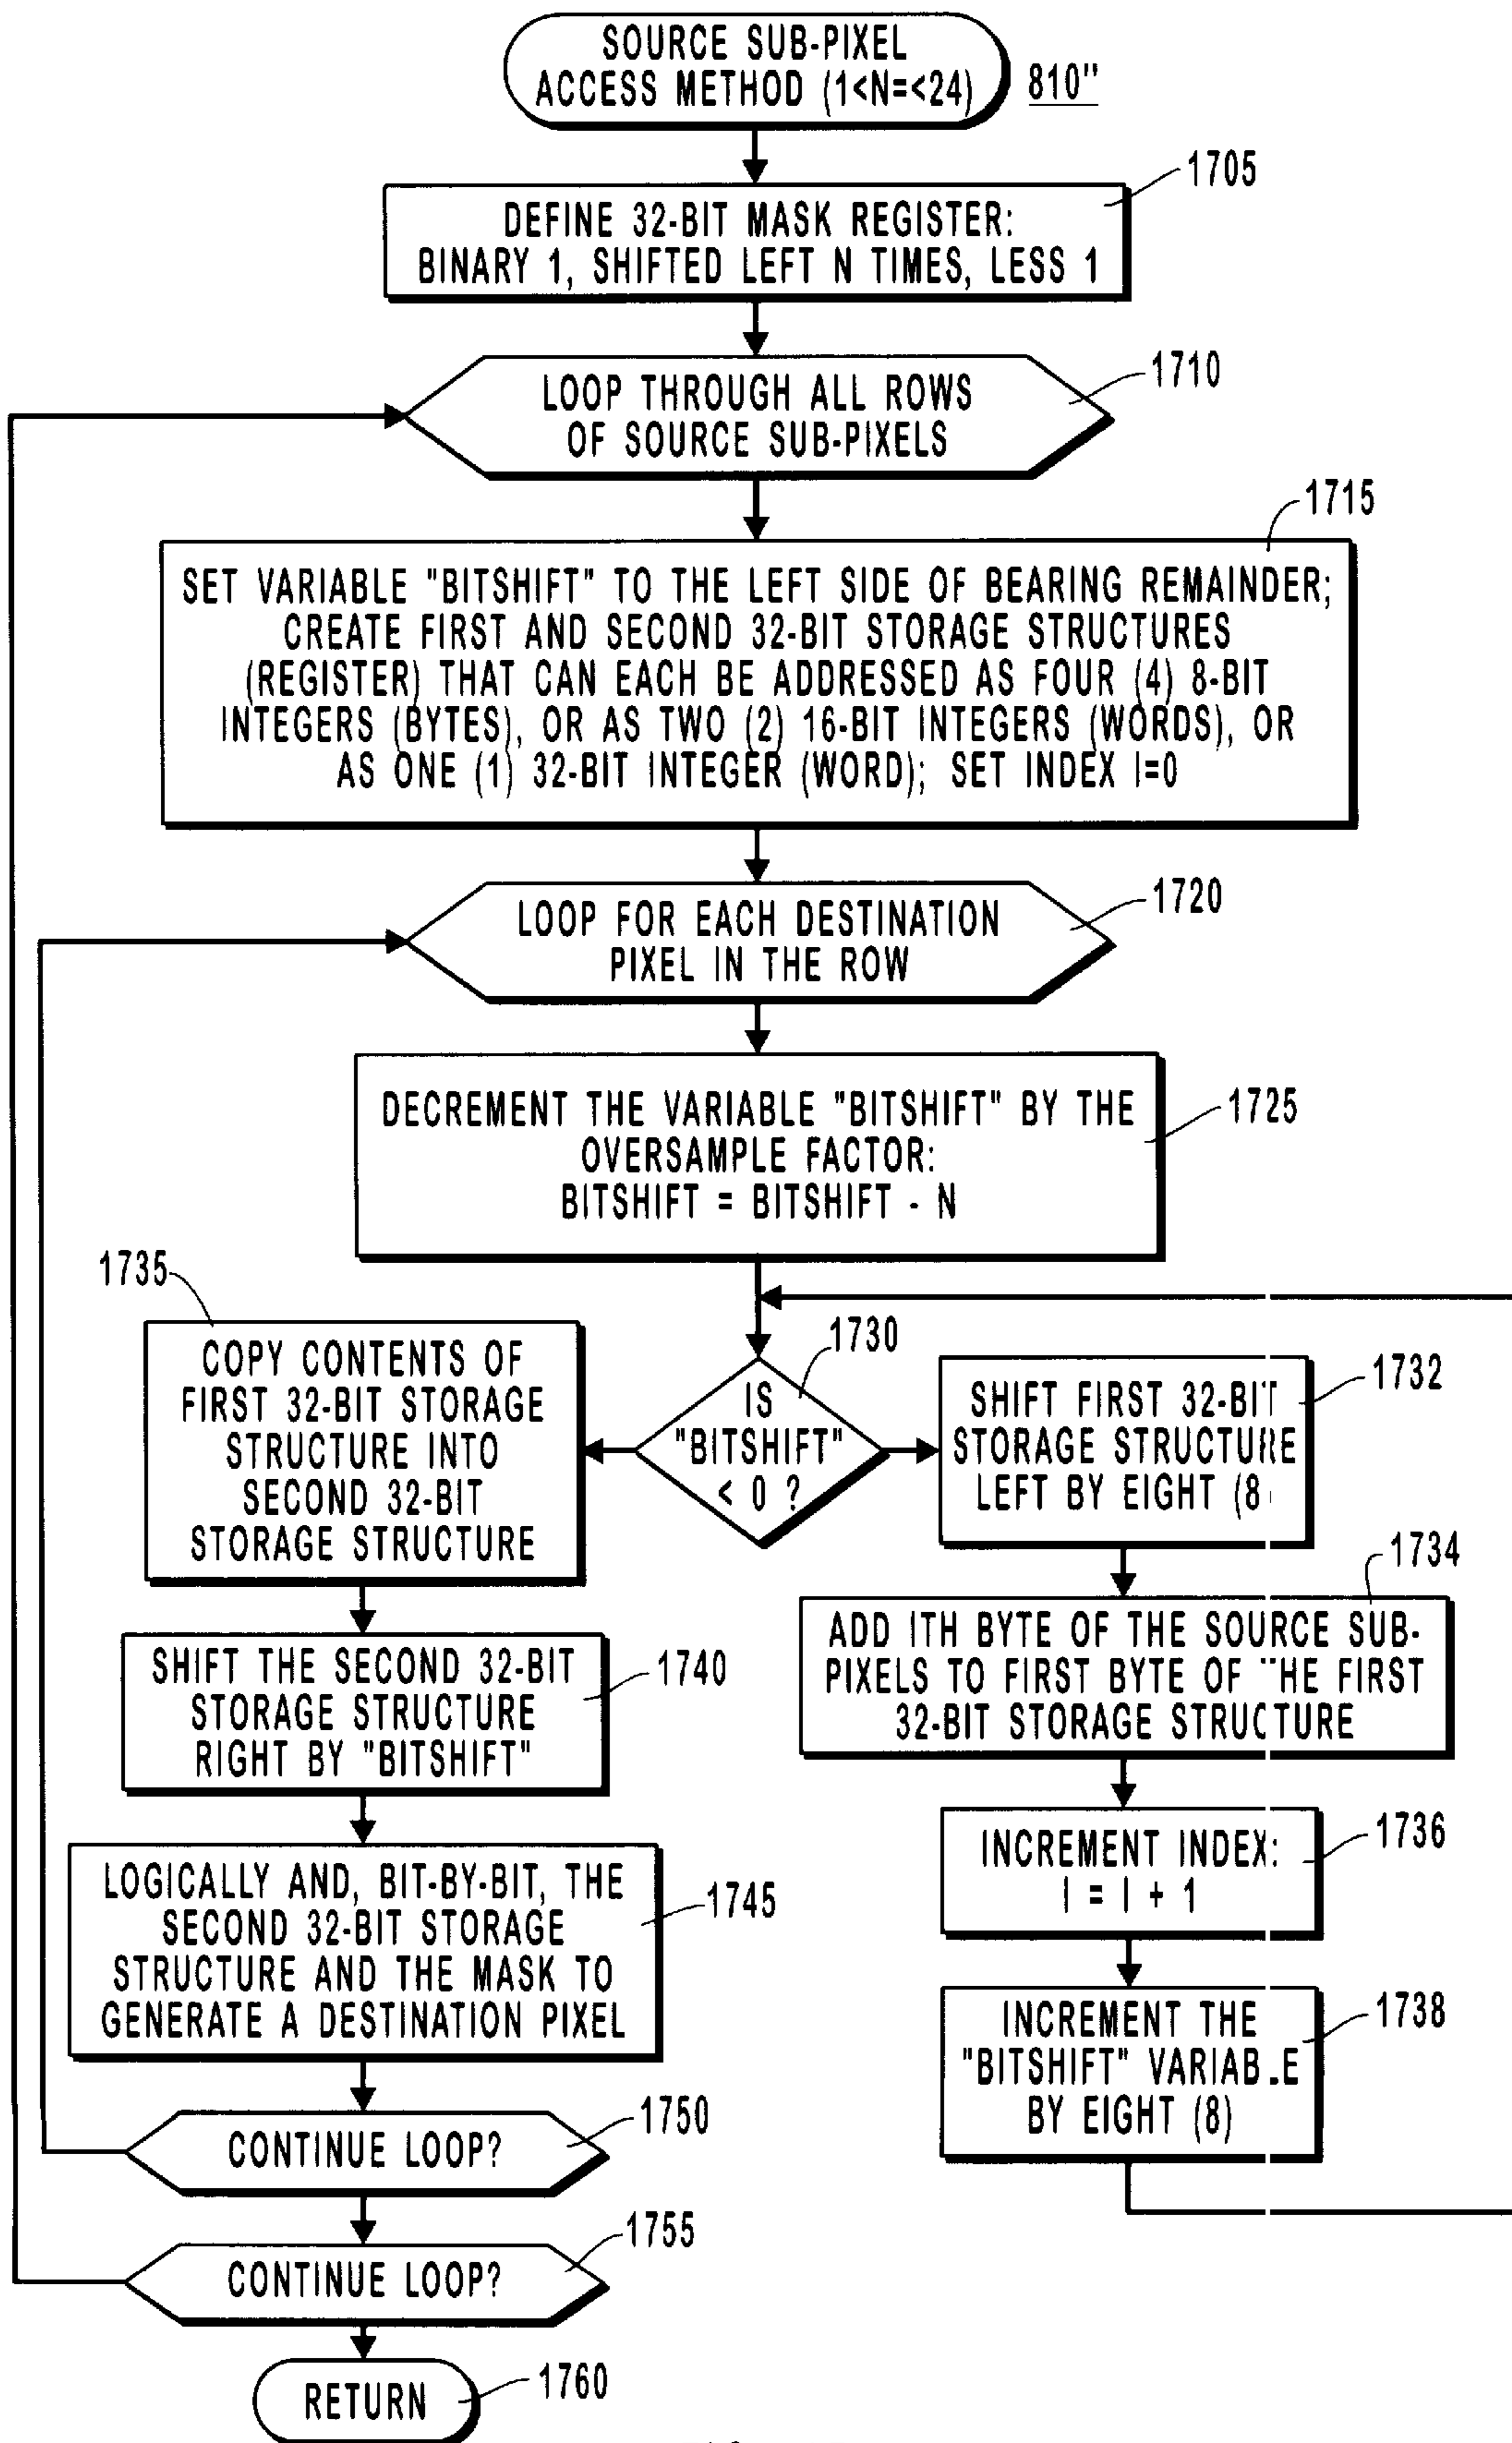 SOURCE SUB-PIXEL
ACCESS METHOD (1<N=<24)
810"
1705
DEFINE 32-BIT MASK REGISTER:
BINARY 1, SHIFTED LEFT N TIMES, LESS 1
1710
LOOP THROUGH ALL ROWS
OF SOURCE SUB-PIXELS
1715
SET VARIABLE "BITSHIFT" TO THE LEFT SIDE OF BEARING REMAINDER;
CREATE FIRST AND SECOND 32-BIT STORAGE STRUCTURES
(REGISTER) THAT CAN EACH BE ADDRESSED AS FOUR (4) 8-BIT
INTEGERS (BYTES), OR AS TWO (2) 16-BIT INTEGERS (WORDS), OR
AS ONE (1) 32-BIT INTEGER (WORD); SET INDEX I=0
1720
LOOP FOR EACH DESTINATION
PIXEL IN THE ROW
1725
DECREMENT THE VARIABLE "BITSHIFT" BY THE
OVERSAMPLE FACTOR:
BITSHIFT = BITSHIFT - N
1730
IS
"BITSHIFT"
< 0 ?
1735
COPY CONTENTS OF
FIRST 32-BIT STORAGE
STRUCTURE INTO
SECOND 32-BIT
STORAGE STRUCTURE
1732
SHIFT FIRST 32-BIT
STORAGE STRUCTURE
LEFT BY EIGHT (8
1734
ADD ITH BYTE OF THE SOURCE SUB-
PIXELS TO FIRST BYTE OF THE FIRST
32-BIT STORAGE STRUCTURE
1740
SHIFT THE SECOND 32-BIT
STORAGE STRUCTURE
RIGHT BY "BITSHIFT"
1736
INCREMENT INDEX:
I = I + 1
1745
LOGICALLY AND, BIT-BY-BIT, THE
SECOND 32-BIT STORAGE
STRUCTURE AND THE MASK TO
GENERATE A DESTINATION PIXEL
1738
INCREMENT THE
"BITSHIFT" VARIABLE
BY EIGHT (8)
1750
CONTINUE LOOP?
1755
CONTINUE LOOP?
1760
RETURN